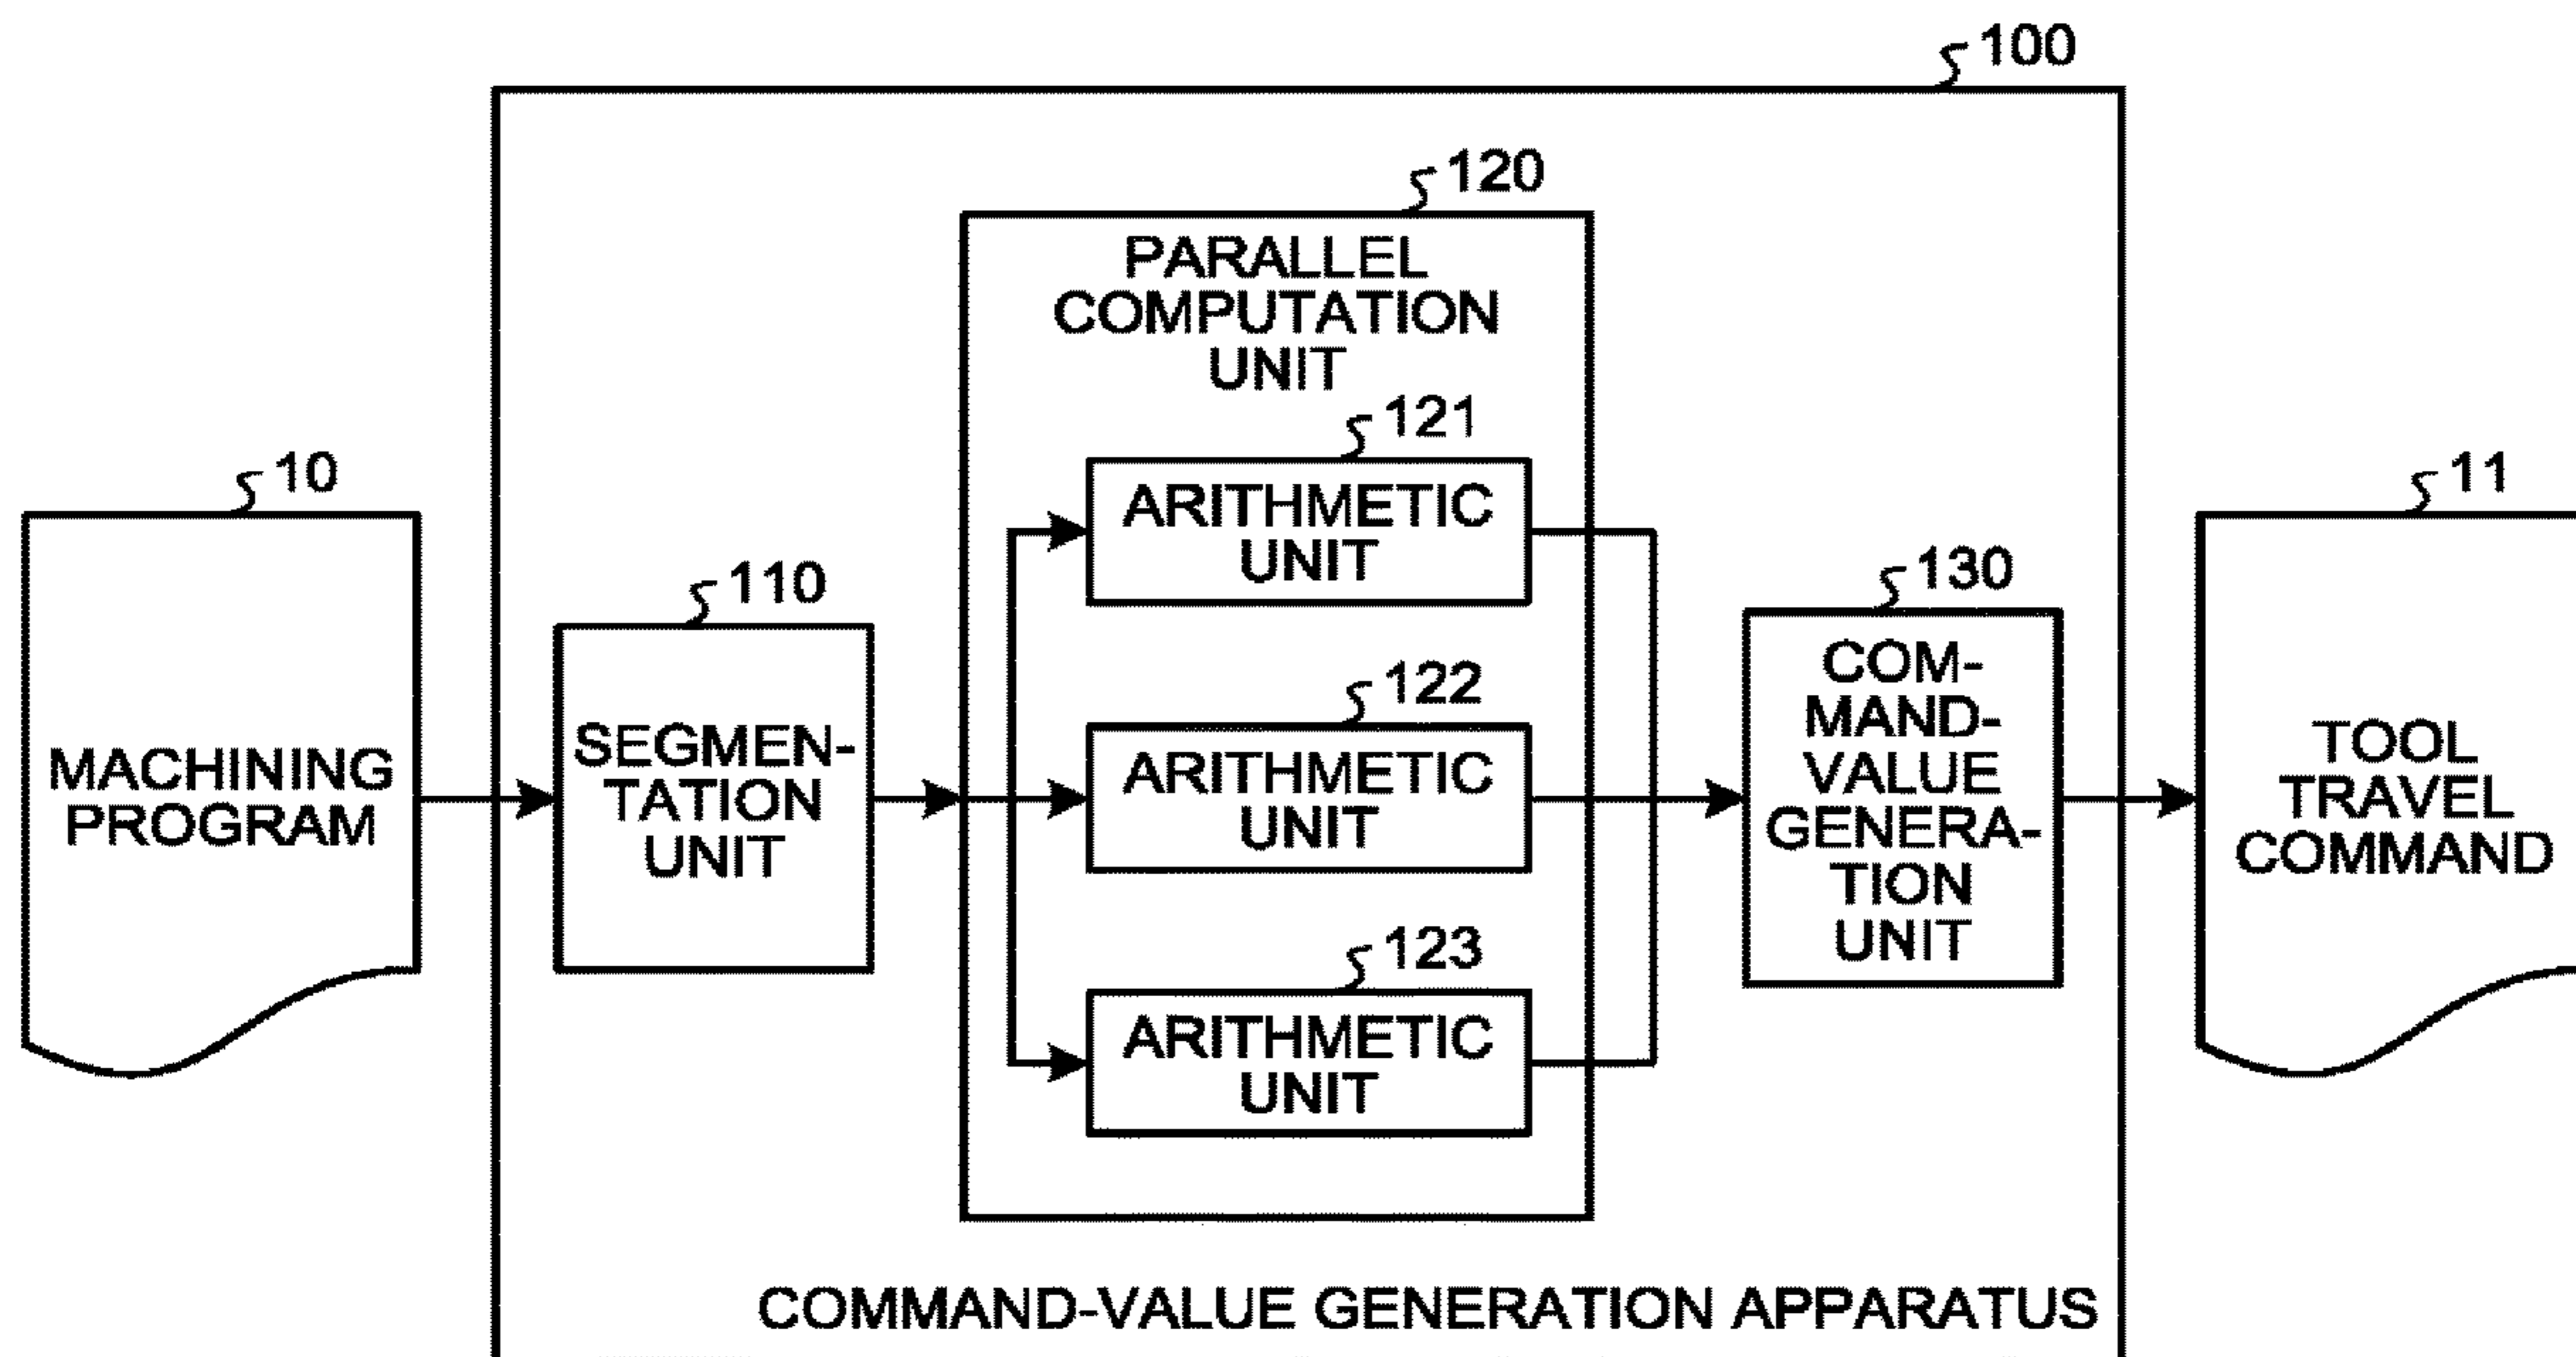 100
120
PARALLEL
COMPUTATION
UNIT
121
ARITHMETIC
UNIT
10
MACHINING
PROGRAM
110
SEGMEN-
TATION
UNIT
122
ARITHMETIC
UNIT
123
ARITHMETIC
UNIT
130
COM-
MAND-
VALUE
GENERA-
TION
UNIT
11
TOOL
TRAVEL
COMMAND
COMMAND-VALUE GENERATION APPARATUS